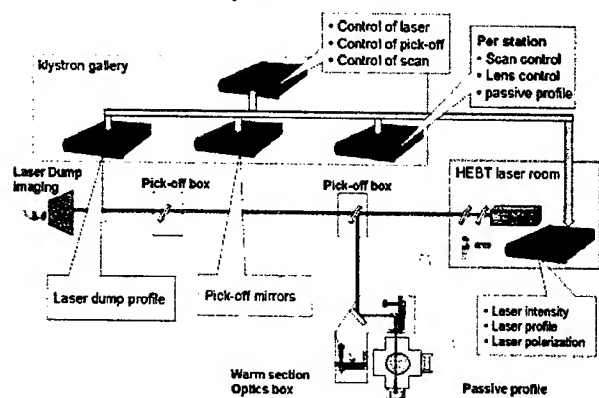 • Control of laser
• Control of pick-off
• Control of scan
Per station
• Scan control
• Lens control
• passive profile
klystron gallery
Laser Dump
imaging
Pick-off box
Pick-off box
HEBT laser room
Laser dump profile
Pick-off mirrors
• Laser intensity
• Laser profile
• Laser polarization
Warm section
Optics box
Passive profile